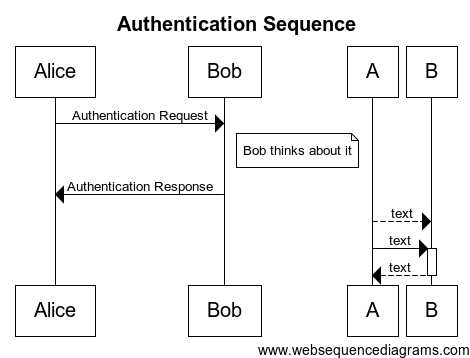 Authentication Sequence
Alice
Bob
A
B
Authentication Request
Bob thinks about it
Authentication Response
text
text
text
Alice
Bob
A
B
www.websequencediagrams.com